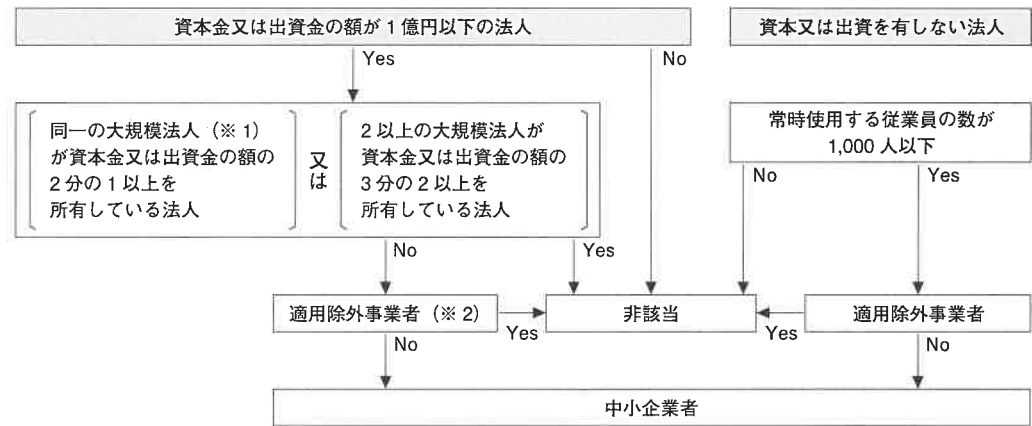 資本金又は出資金の額が1億円以下の法人
資本又は出資を有しない法人
Yes
No
同一の大規模法人（※1）
が資本金又は出資金の額の
2分の1以上を
所有している法人
又は
2以上の大規模法人が
資本金又は出資金の額の
3分の2以上を
所有している法人
常時使用する従業員の数が
1,000人以下
No
Yes
No
Yes
適用除外事業者（※2）
Yes
非該当
Yes
適用除外事業者
No
No
中小企業者